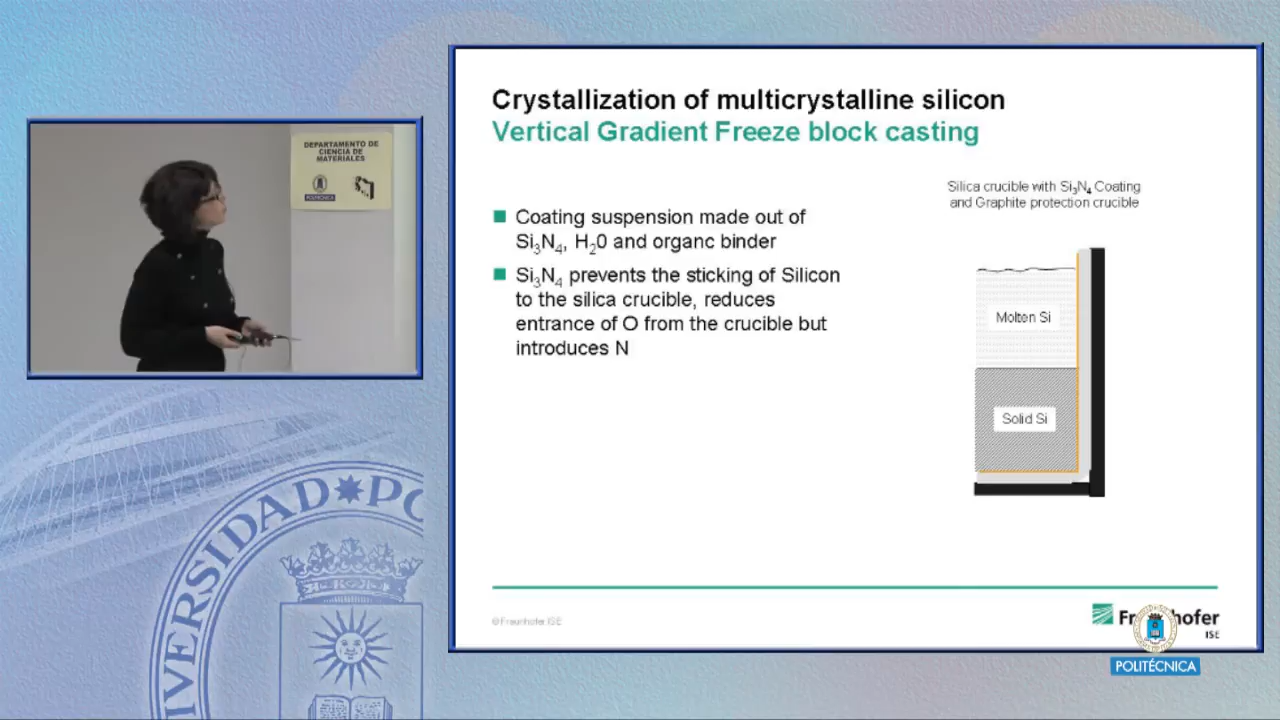 DEPARTAMENTO DE
CIENCIA DE
MATERIALES
POLITÉCNICA
Crystallization of multicrystalline silicon
Vertical Gradient Freeze block casting
Coating suspension made out of
Si3N4, H20 and organc binder
Si3N4 prevents the sticking of Silicon
to the silica crucible, reduces
entrance of O from the crucible but
introduces N
Silica crucible with Si3N4 Coating
and Graphite protection crucible
Molten Si
Solid Si
© Fraunhofer ISE
ISE
POLITÉCNICA